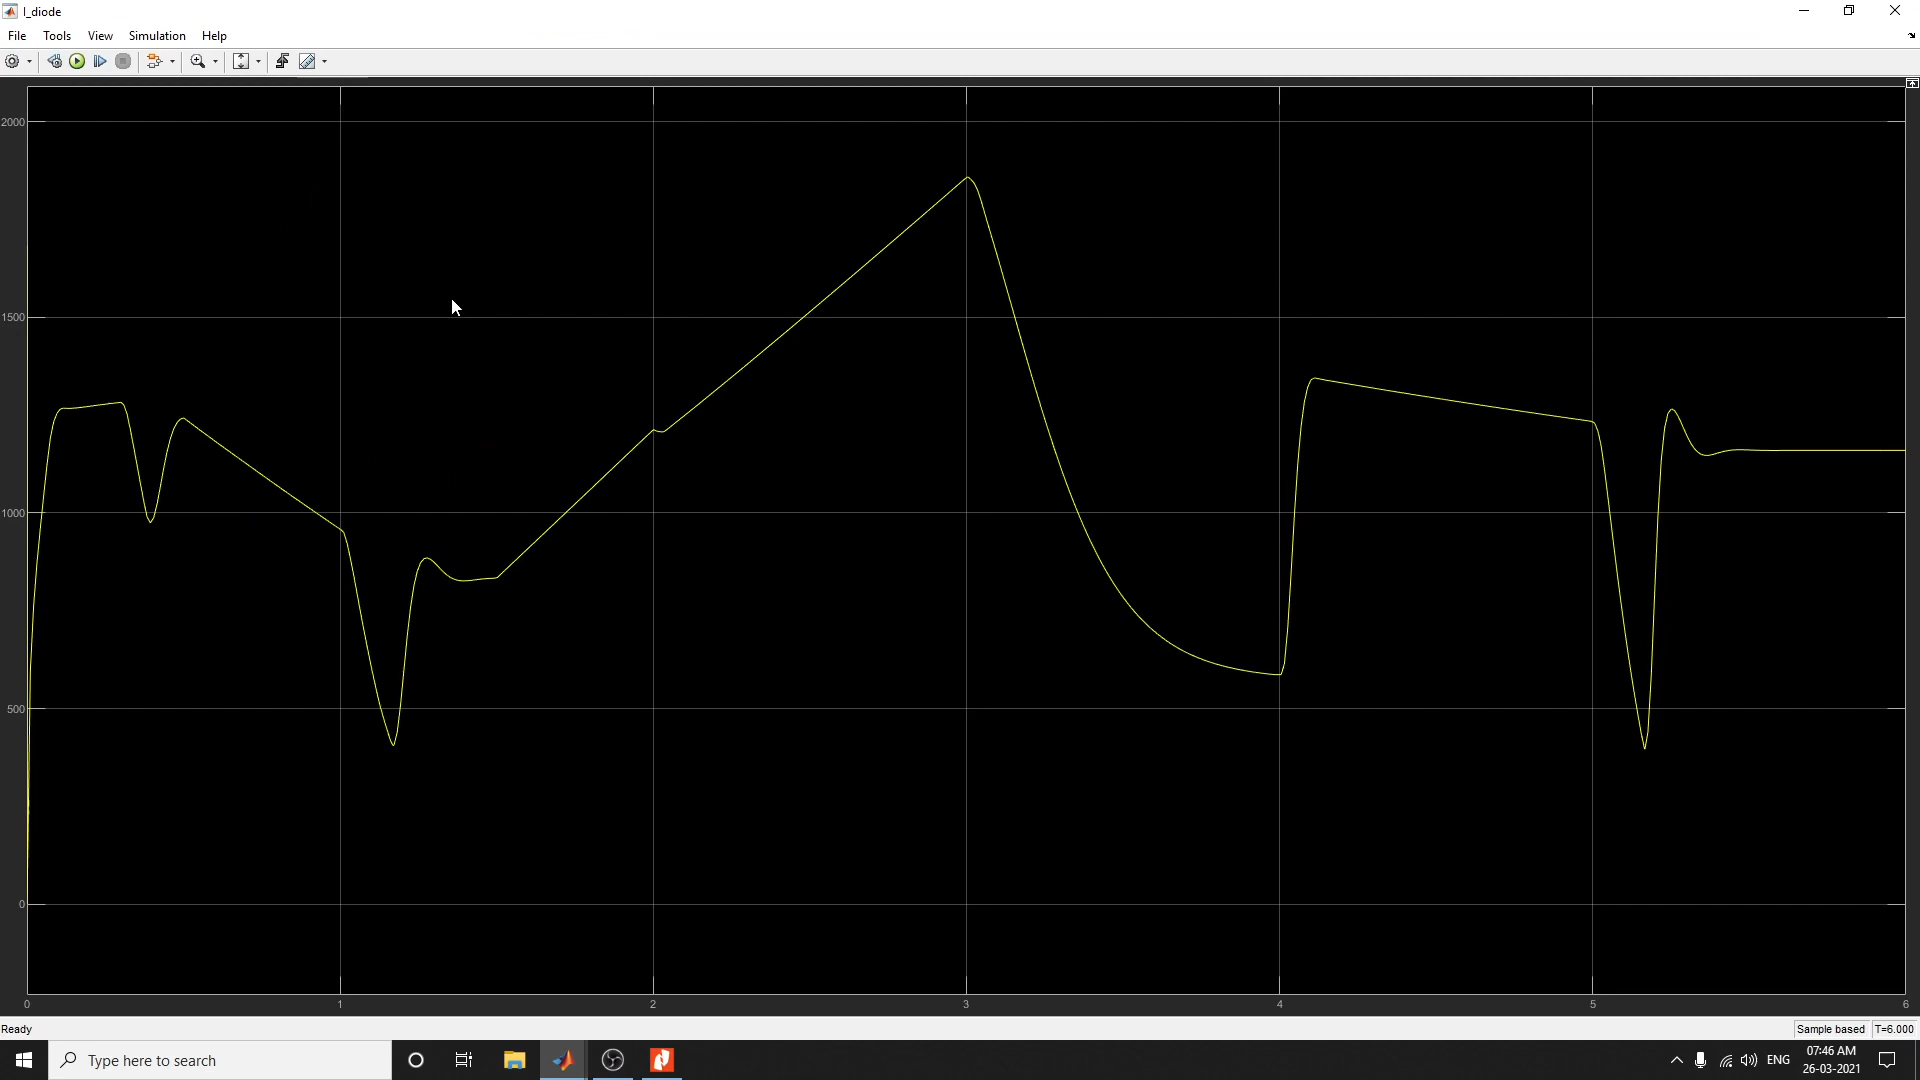 I_diode
File Tools View Simulation Help
2000
1500
1000
500
0
0 1 2 3 4 5 6
Ready Sample based T=6.000
Type here to search ENG 07:46 AM
26-03-2021